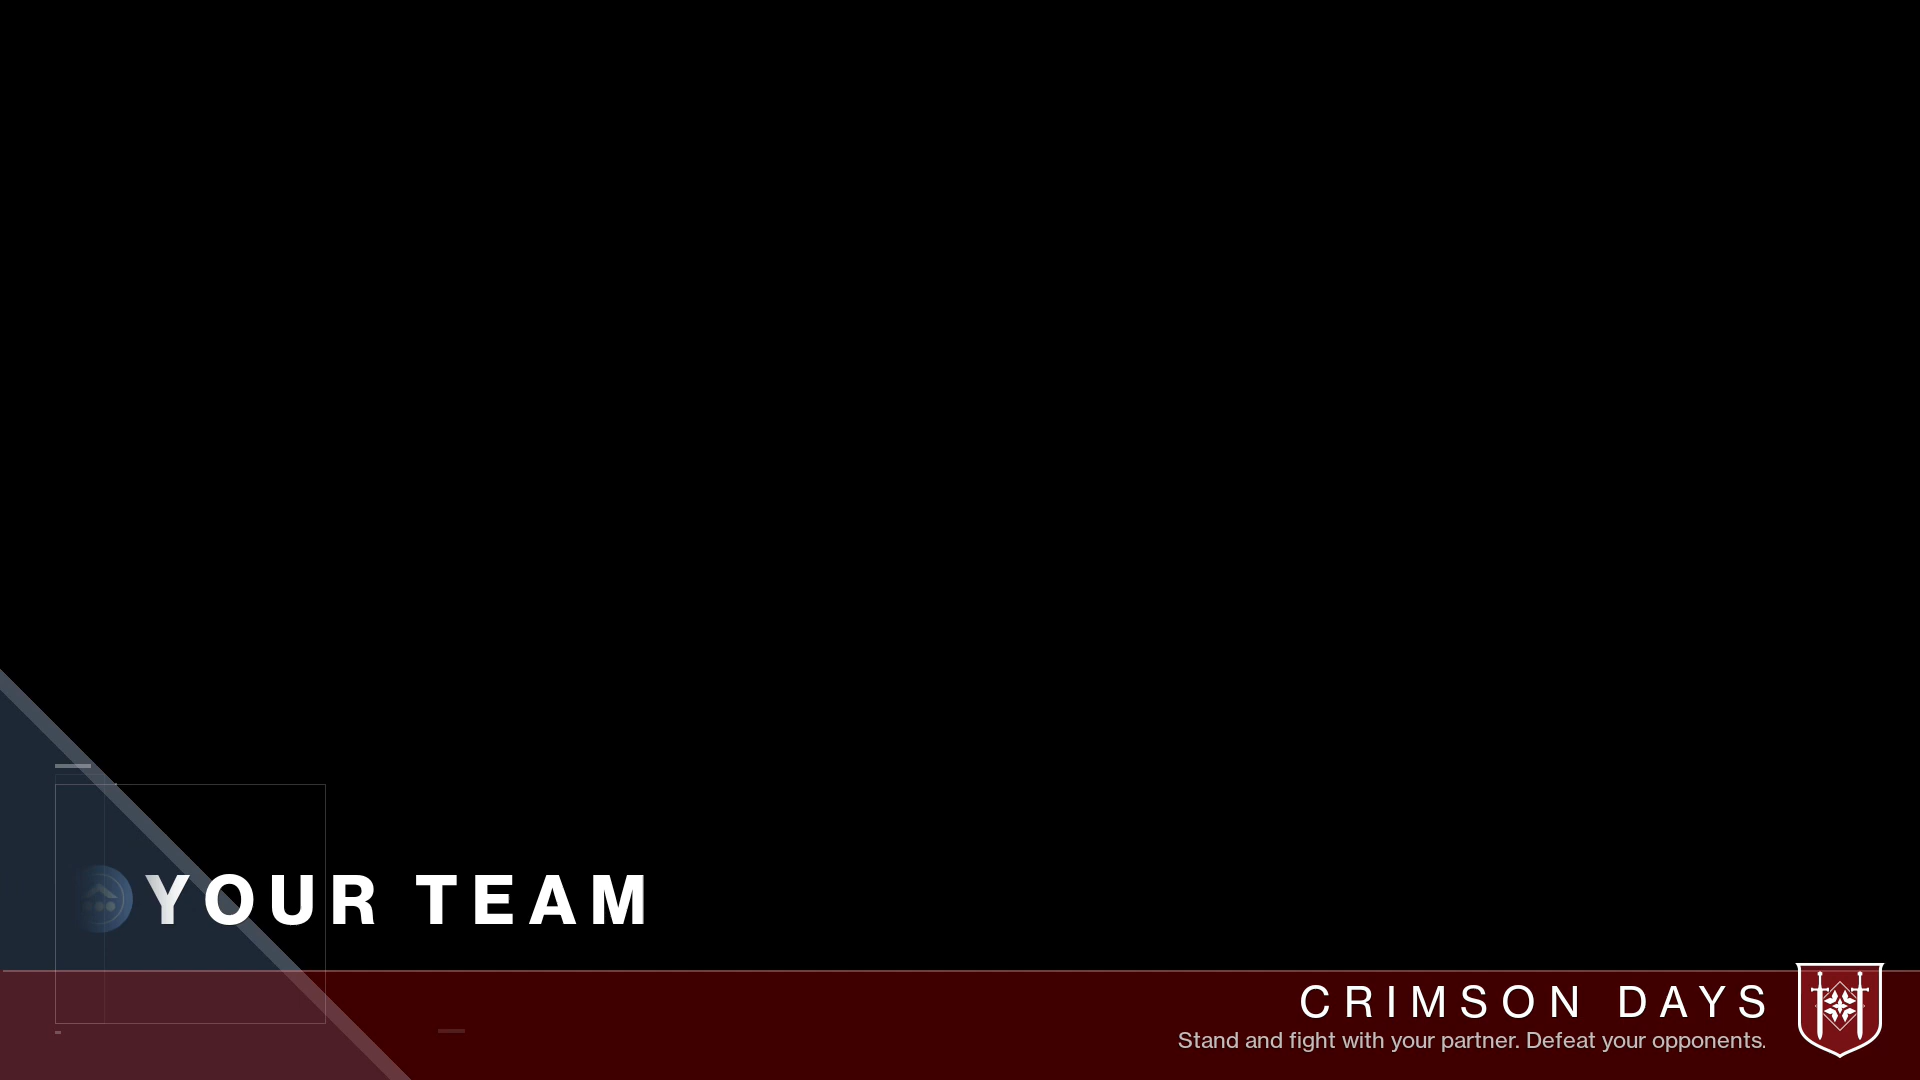 YOUR TEAM
CRIMSON DAYS
Stand and fight with your partner. Defeat your opponents.